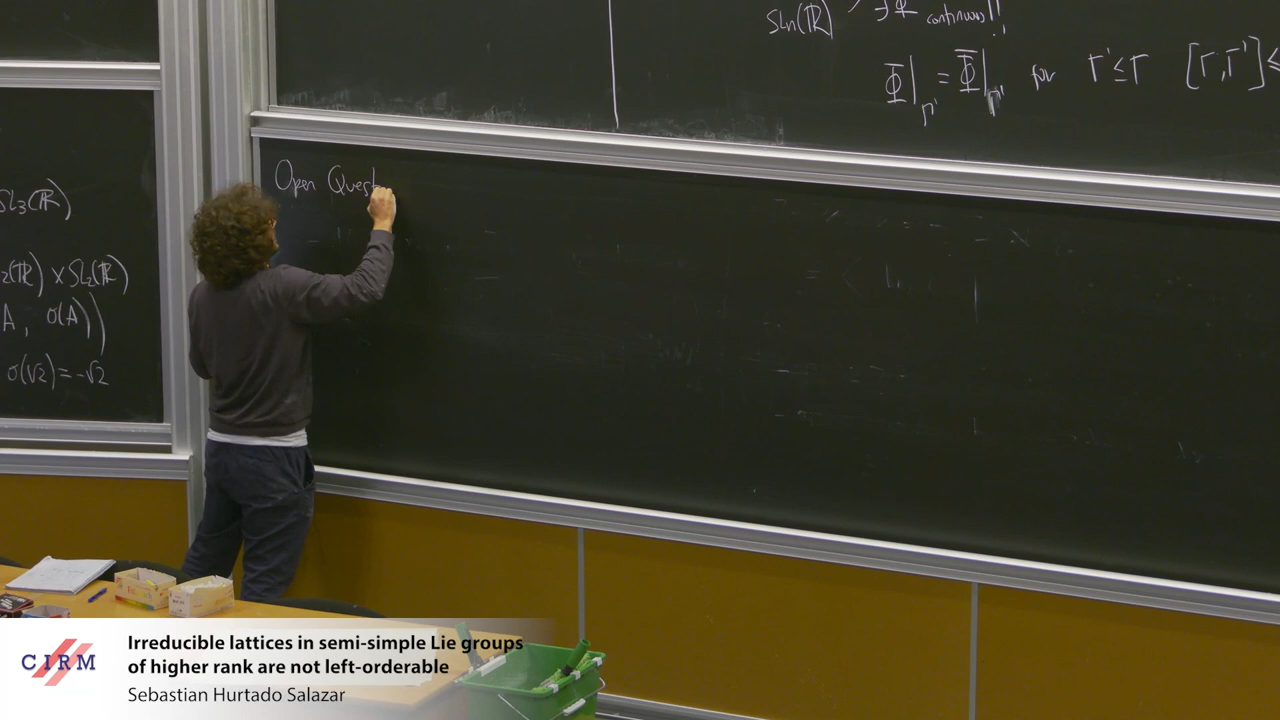 SL₃(ℝ)
₂(ℝ) × SL₂(ℝ)
A, σ(A))
σ(√2)=-√2
SLn(ℝ)
∃ Φ̄ continuous!!
Φ|Γ' = Φ̄|Γ' for Γ' ≤ Γ [Γ,Γ']≤
Open Quest
CIRM
Irreducible lattices in semi-simple Lie groups
of higher rank are not left-orderable
Sebastian Hurtado Salazar